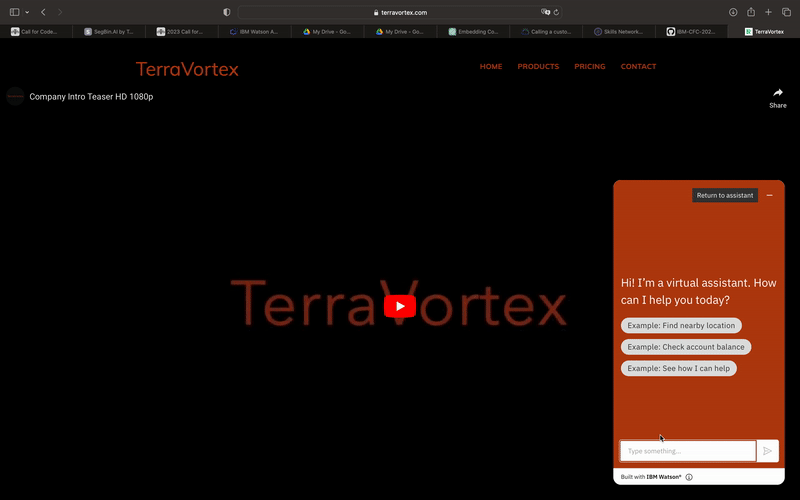 terravortex.com
Call for Code...
SegBin.AI by T...
2023 Call for...
IBM Watson A...
My Drive - Go...
My Drive - Go...
Embedding Co...
Calling a custo...
Skills Network...
IBM-CFC-202...
TerraVortex
TerraVortex
HOME PRODUCTS PRICING CONTACT
Company Intro Teaser HD 1080p
Share
TerraVortex
Return to assistant
Hi! I'm a virtual assistant. How
can I help you today?
Example: Find nearby location
Example: Check account balance
Example: See how I can help
Type something...
Built with IBM Watson®